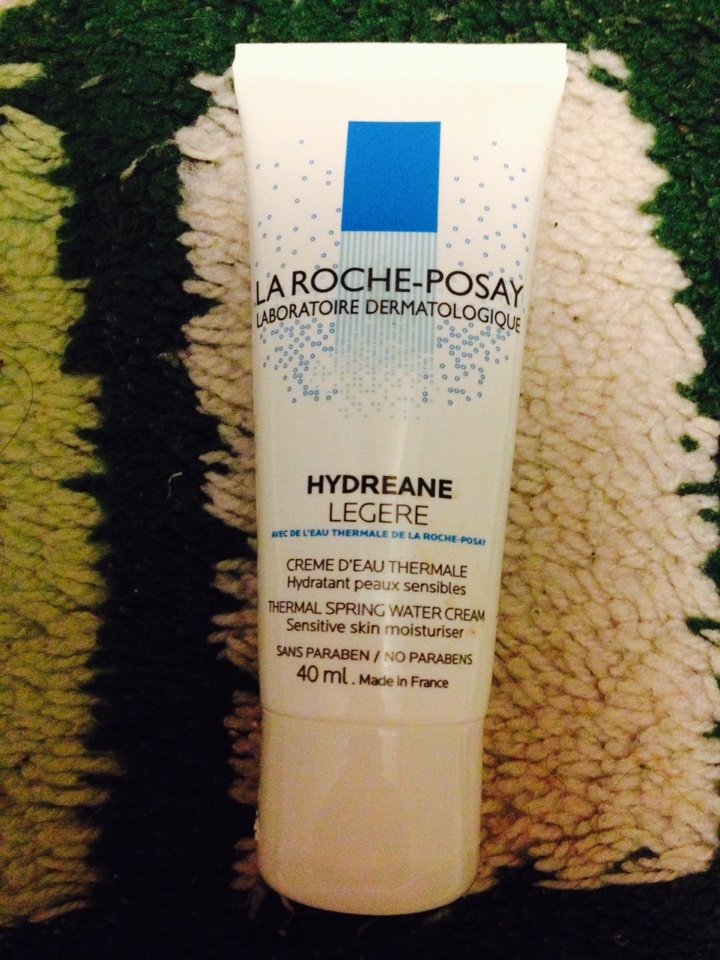 LA ROCHE-POSAY
LABORATOIRE DERMATOLOGIQUE
HYDREANE
LEGERE
AVEC DE L'EAU THERMALE DE LA ROCHE-POSAY
CREME D'EAU THERMALE
Hydratant peaux sensibles
THERMAL SPRING WATER CREAM
Sensitive skin moisturiser
SANS PARABEN / NO PARABENS
40 ml . Made in France